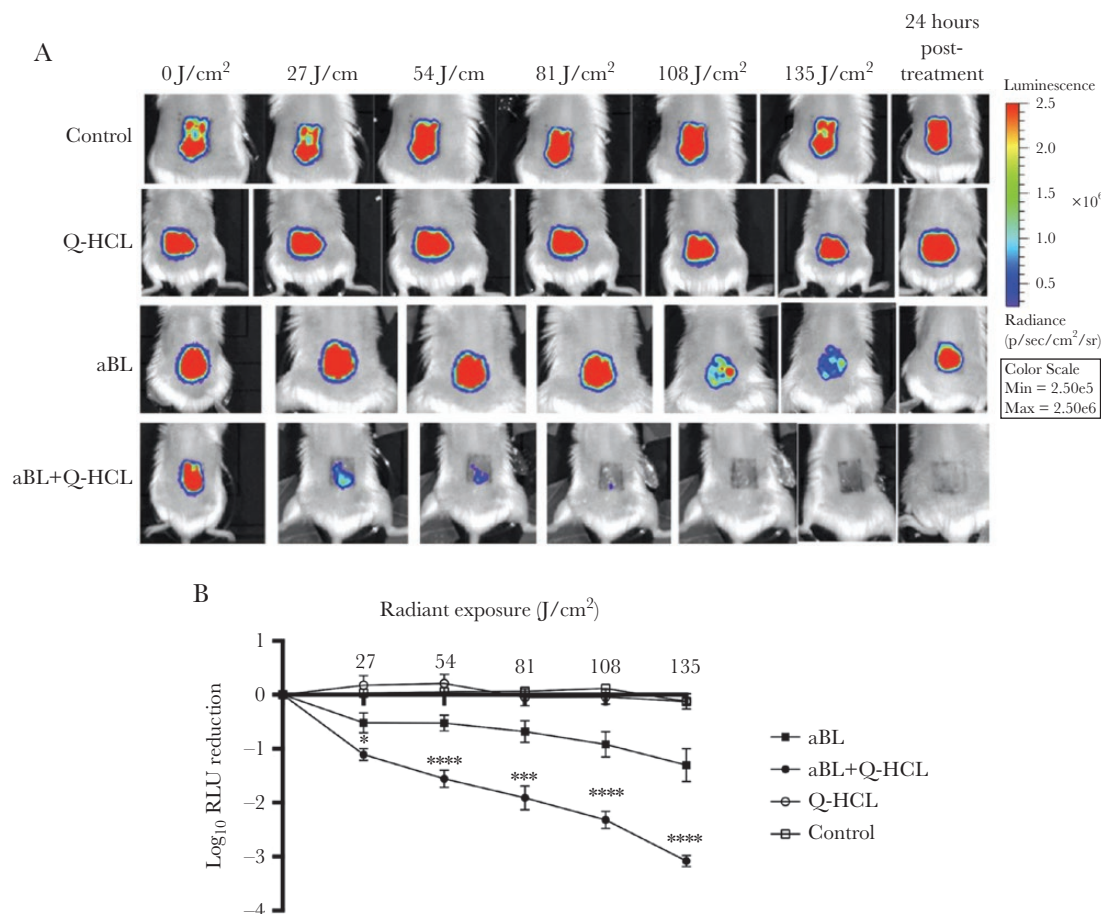 A
0 J/cm²
27 J/cm
54 J/cm
81 J/cm²
108 J/cm²
135 J/cm²
24 hours
post-
treatment
Control
Q-HCL
aBL
aBL+Q-HCL
Luminescence
2.5
2.0
1.5
×10⁶
1.0
0.5
Radiance
(p/sec/cm²/sr)
Color Scale
Min = 2.50e5
Max = 2.50e6
B
Radiant exposure (J/cm²)
27 54 81 108 135
Log₁₀ RLU reduction
1
0
−1
−2
−3
−4
* **** *** **** ****
aBL
aBL+Q-HCL
Q-HCL
Control